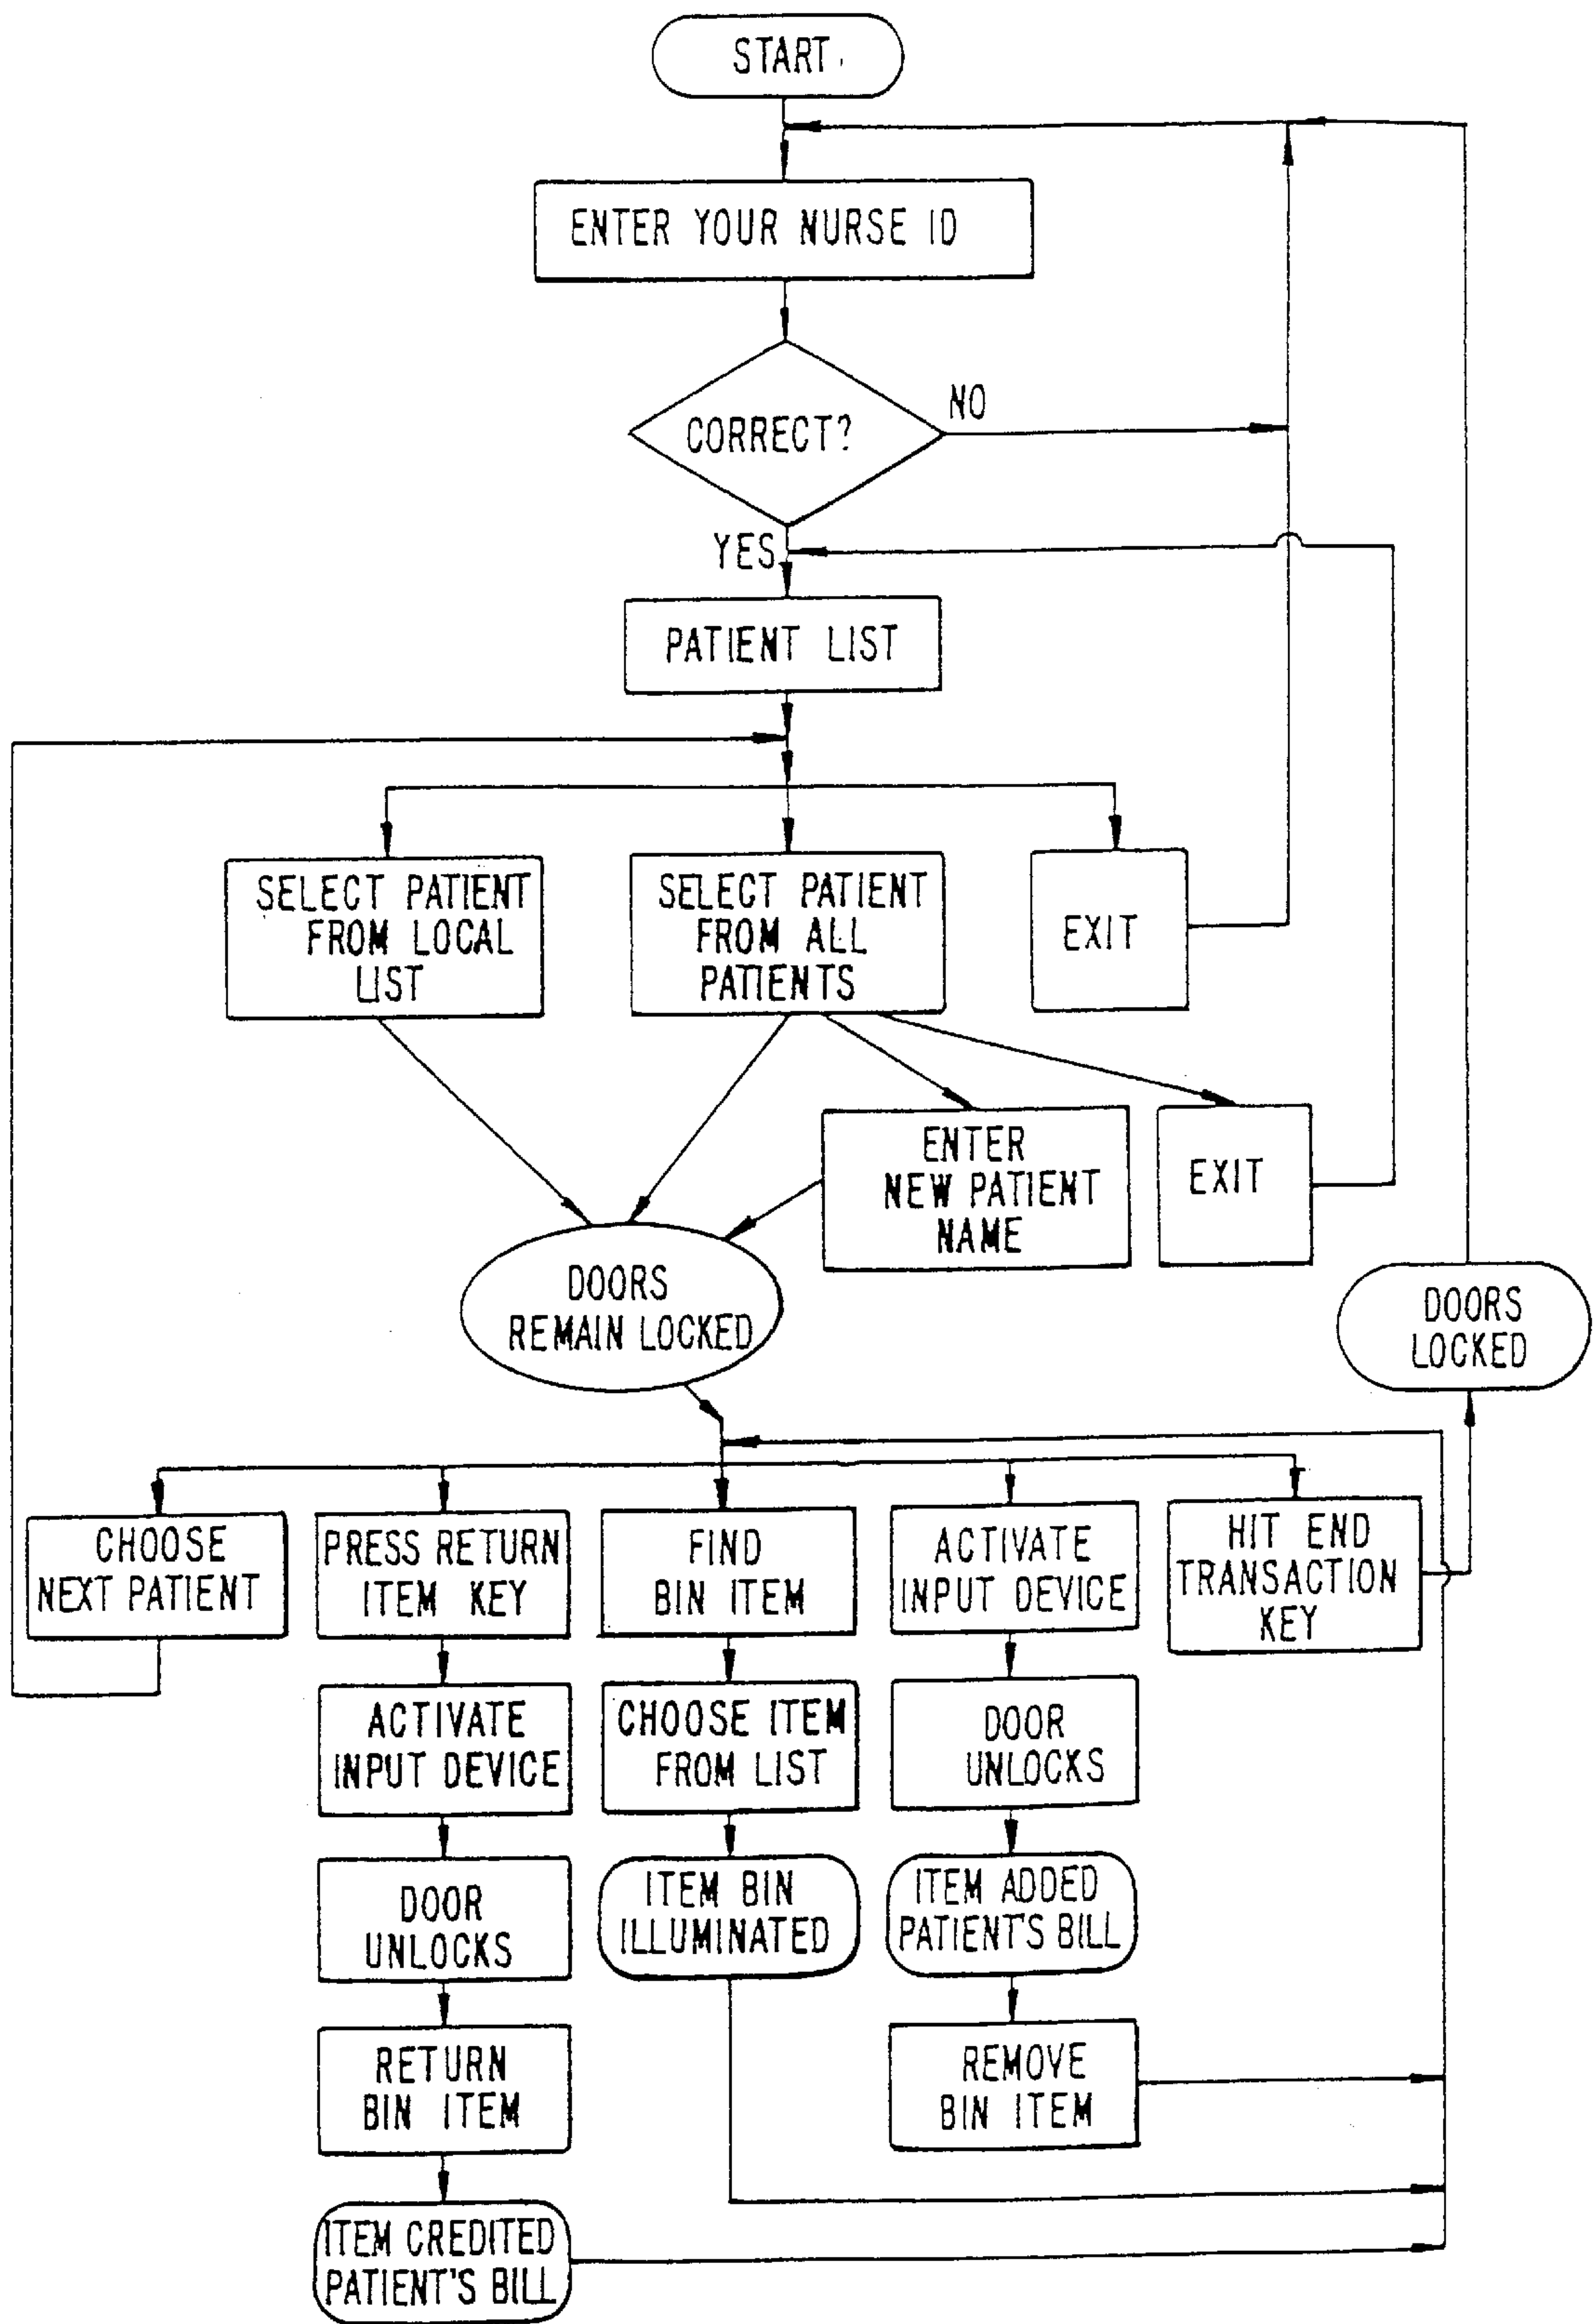 START
ENTER YOUR NURSE ID
CORRECT?
NO
YES
PATIENT LIST
SELECT PATIENT
FROM LOCAL
LIST
SELECT PATIENT
FROM ALL
PATIENTS
EXIT
ENTER
NEW PATIENT
NAME
EXIT
DOORS
REMAIN LOCKED
DOORS
LOCKED
CHOOSE
NEXT PATIENT
PRESS RETURN
ITEM KEY
FIND
BIN ITEM
ACTIVATE
INPUT DEVICE
HIT END
TRANSACTION
KEY
ACTIVATE
INPUT DEVICE
CHOOSE ITEM
FROM LIST
DOOR
UNLOCKS
DOOR
UNLOCKS
ITEM BIN
ILLUMINATED
ITEM ADDED
PATIENT'S BILL
RETURN
BIN ITEM
REMOVE
BIN ITEM
ITEM CREDITED
PATIENT'S BILL